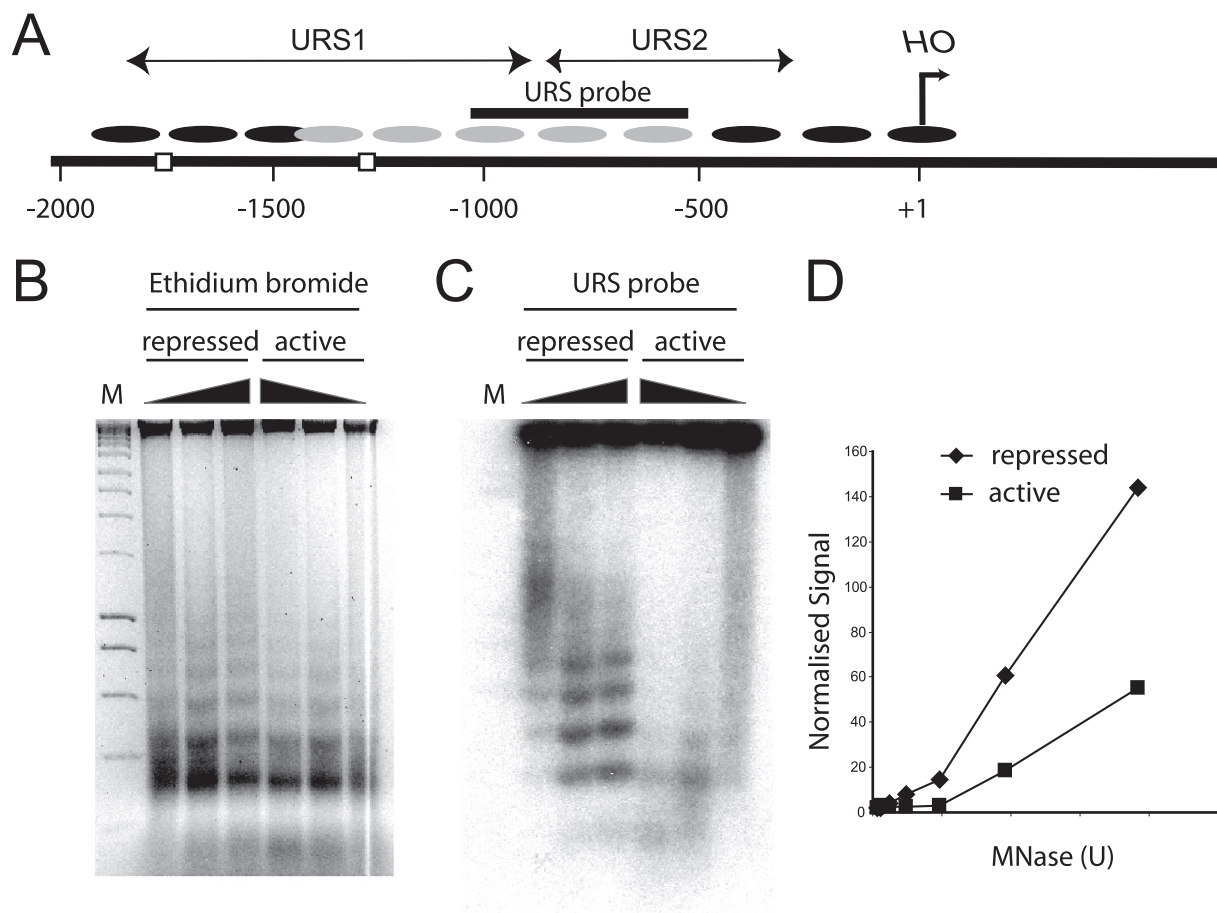 A
URS1
URS2
HO
URS probe
-2000
-1500
-1000
-500
+1
B
Ethidium bromide
repressed
active
M
C
URS probe
repressed
active
M
D
160
140
120
100
80
60
40
20
0
Normalised Signal
repressed
active
MNase (U)